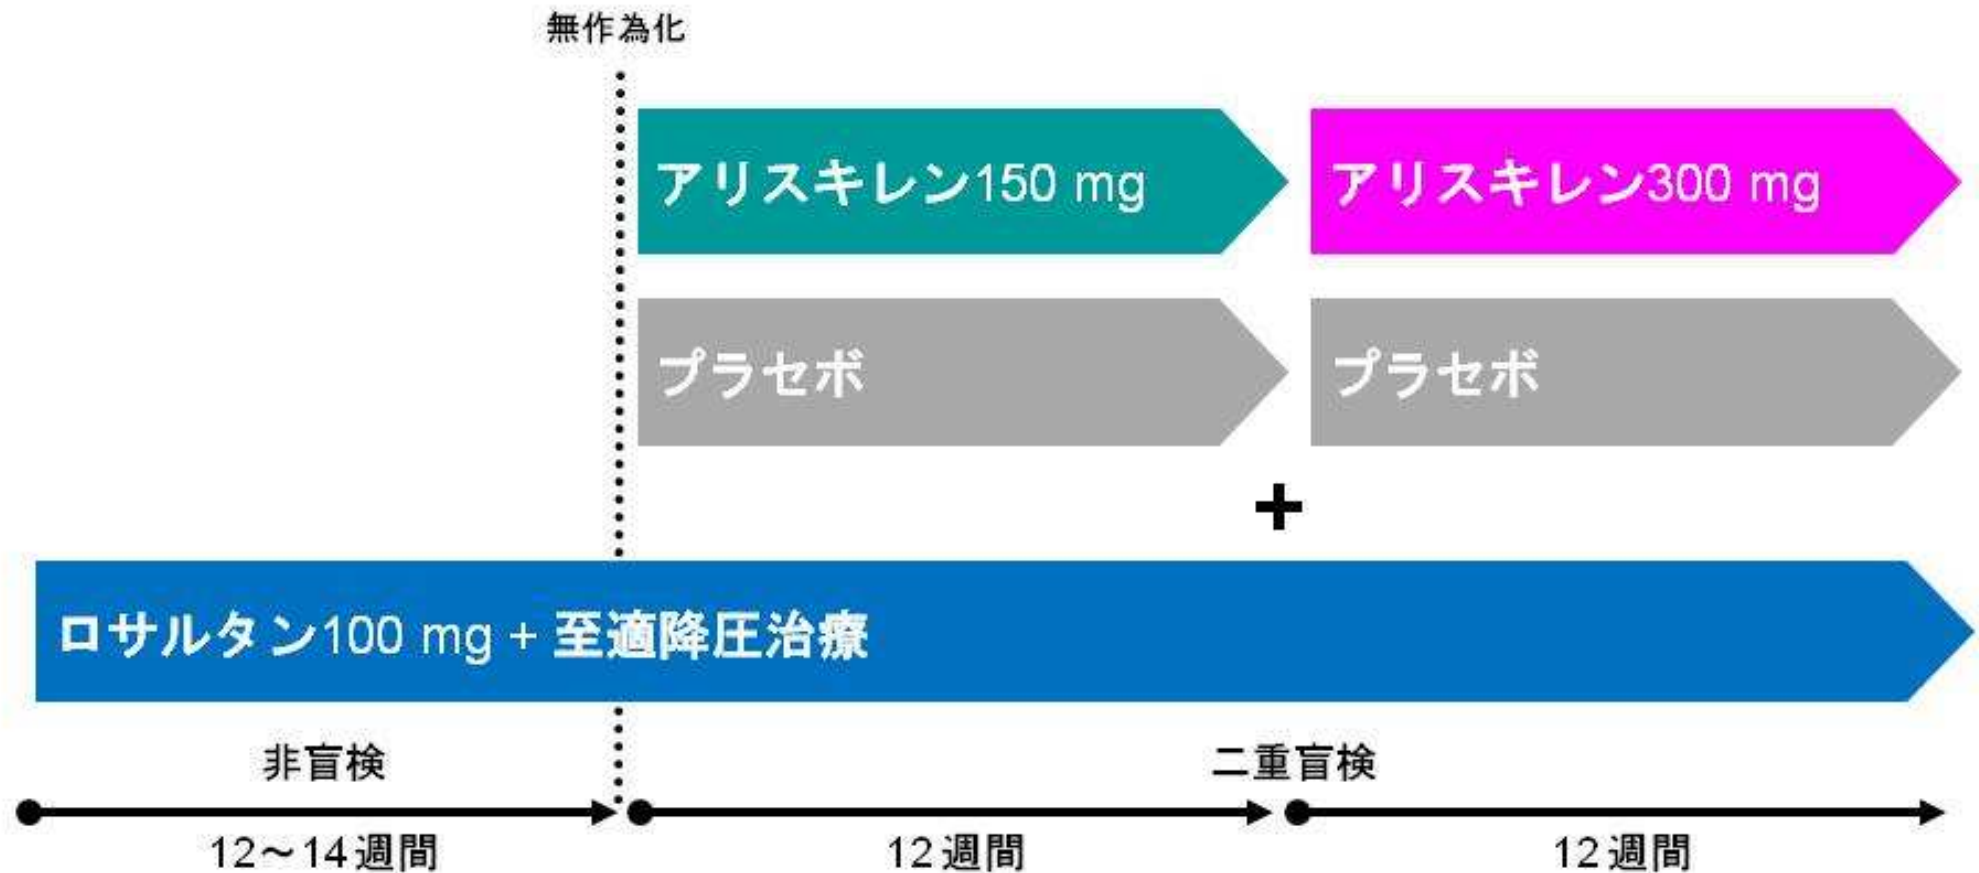 無作為化
アリスキレン150 mg
アリスキレン300 mg
プラセボ
プラセボ
+
ロサルタン100 mg + 至適降圧治療
非盲検
二重盲検
12~14週間
12週間
12週間